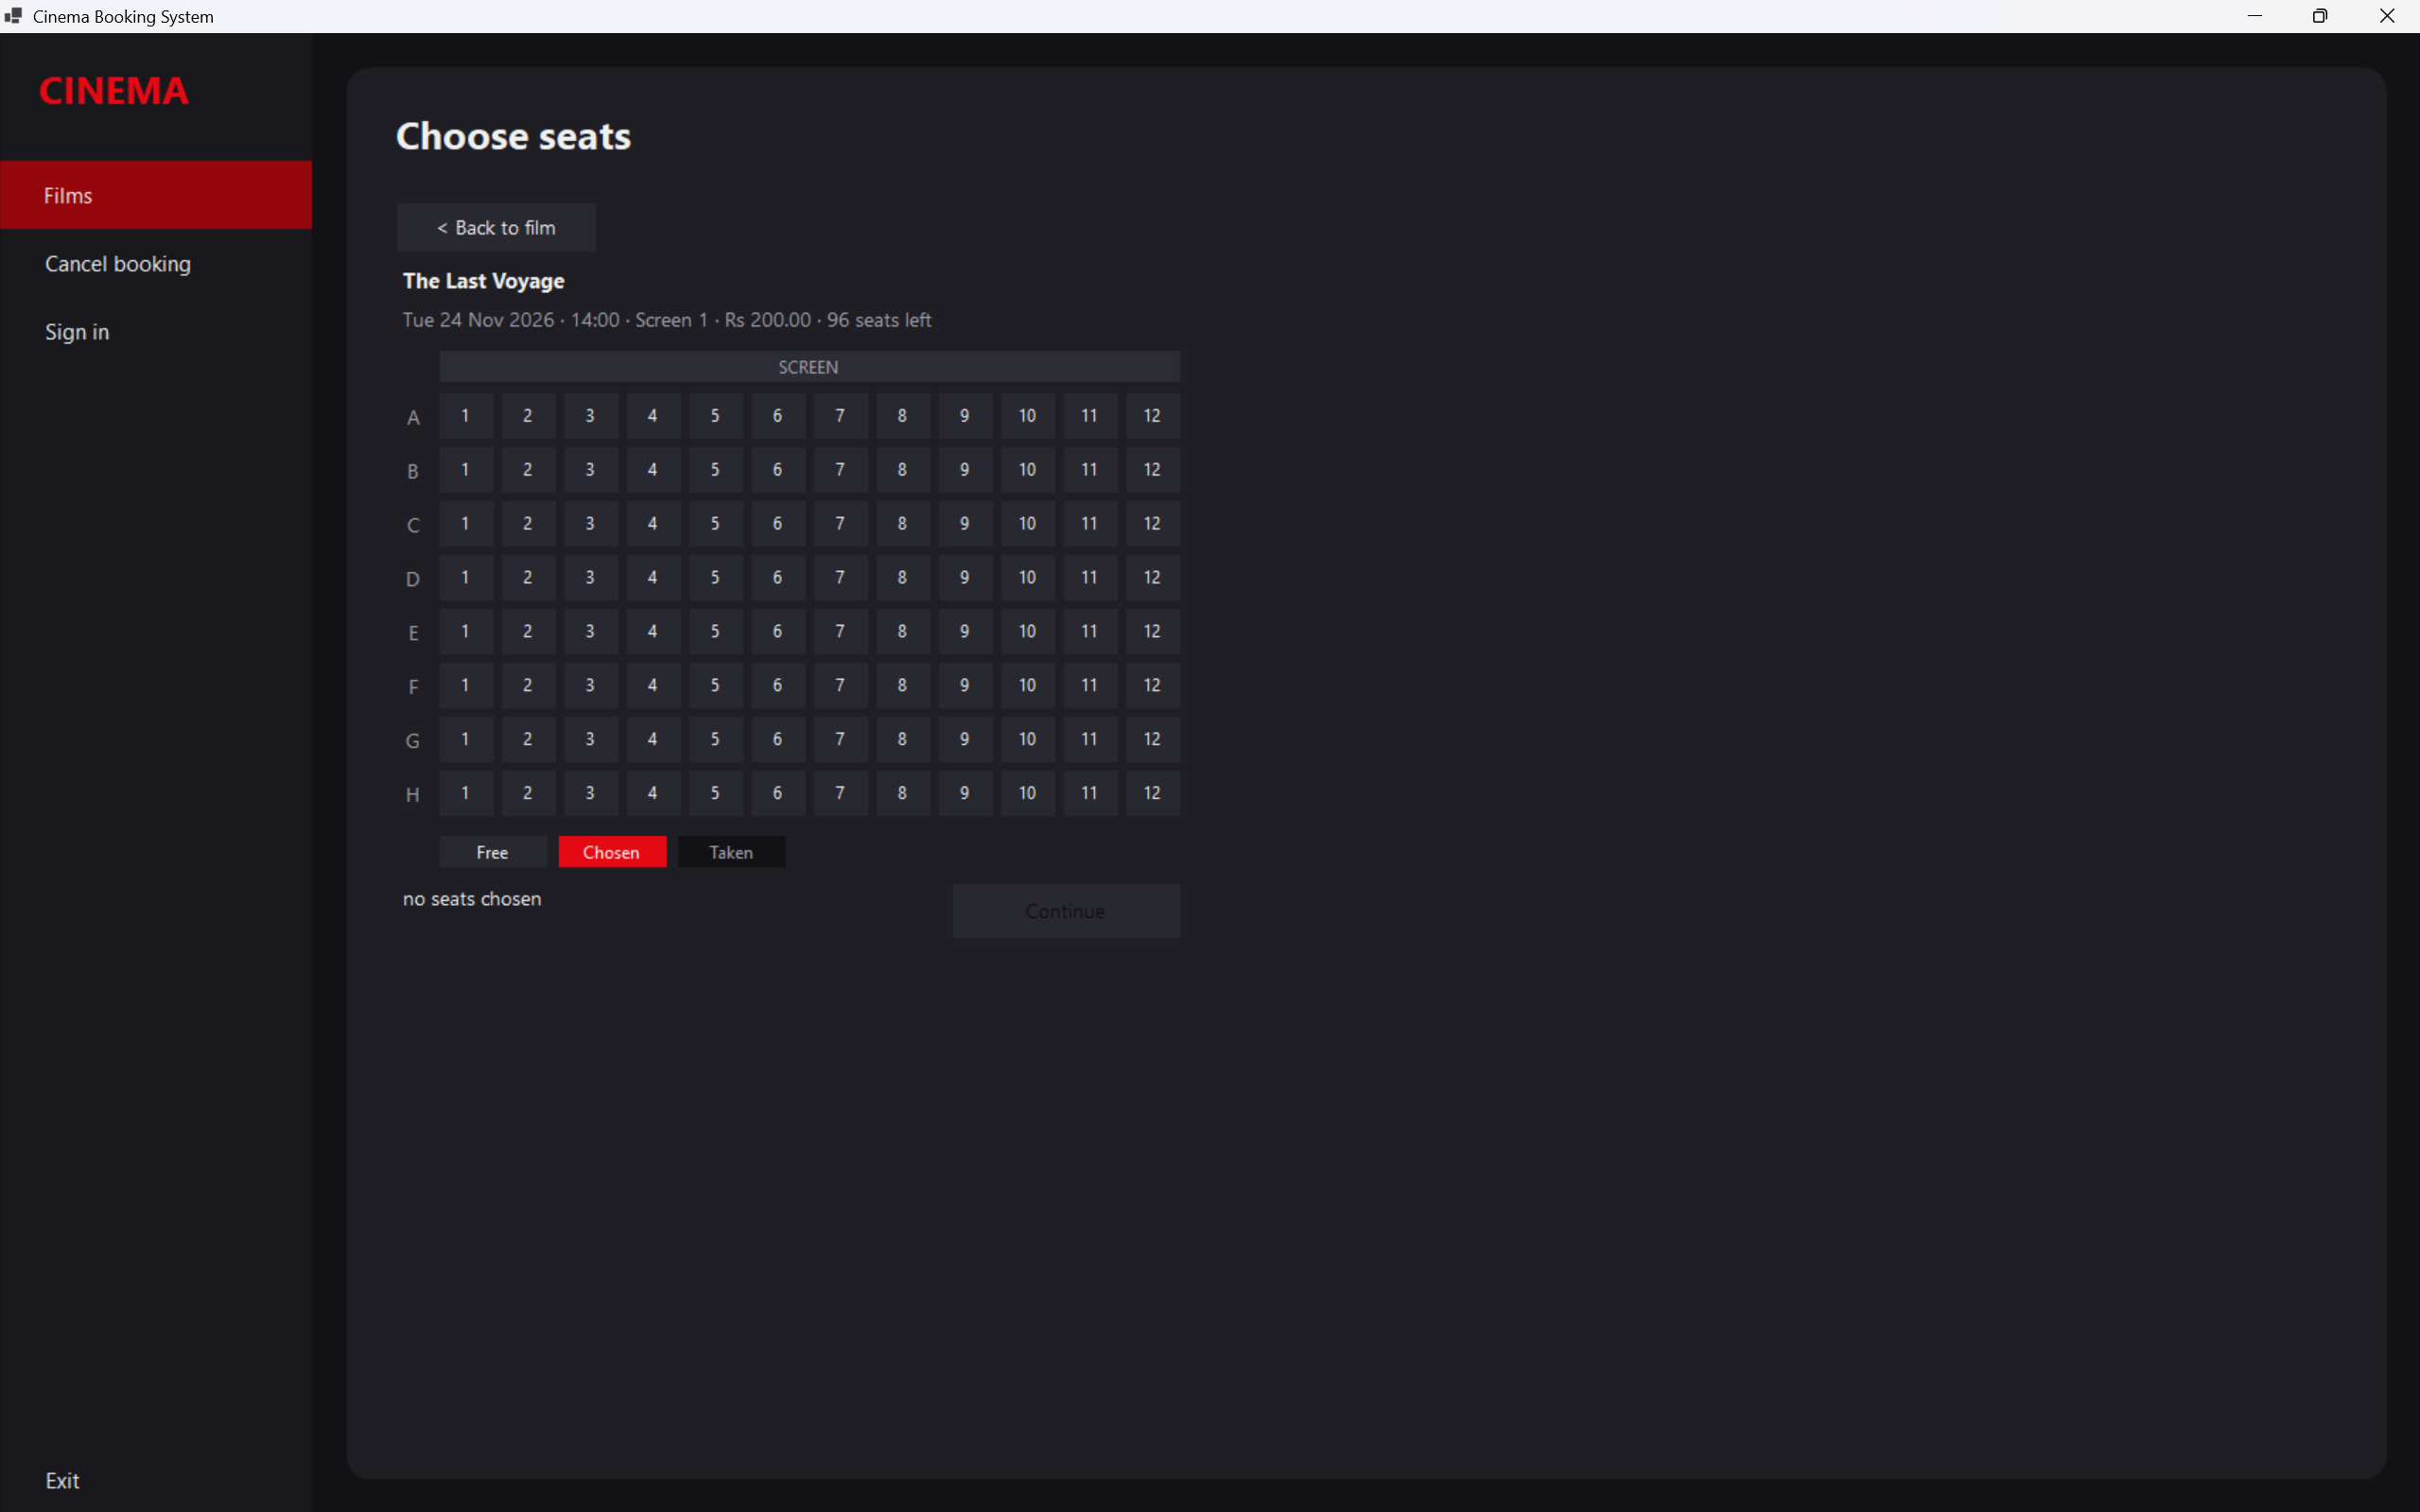 Cinema Booking System
CINEMA
Films
Cancel booking
Sign in
Exit
Choose seats
< Back to film
The Last Voyage
Tue 24 Nov 2026 · 14:00 · Screen 1 · Rs 200.00 · 96 seats left
SCREEN
A 1 2 3 4 5 6 7 8 9 10 11 12
B 1 2 3 4 5 6 7 8 9 10 11 12
C 1 2 3 4 5 6 7 8 9 10 11 12
D 1 2 3 4 5 6 7 8 9 10 11 12
E 1 2 3 4 5 6 7 8 9 10 11 12
F 1 2 3 4 5 6 7 8 9 10 11 12
G 1 2 3 4 5 6 7 8 9 10 11 12
H 1 2 3 4 5 6 7 8 9 10 11 12
Free Chosen Taken
no seats chosen
Continue